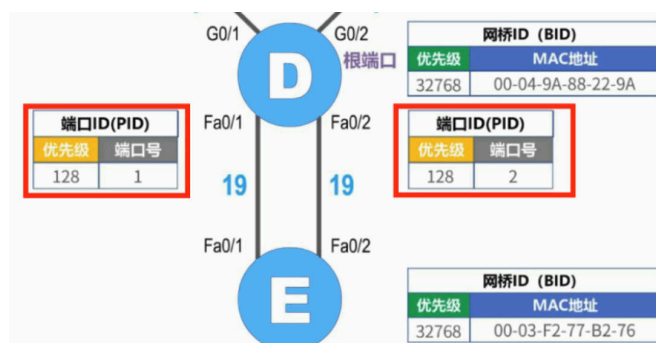 G0/1
G0/2
根端口
D
网桥ID (BID)
优先级 MAC地址
32768 00-04-9A-88-22-9A
端口ID(PID)
优先级 端口号
128 1
Fa0/1
Fa0/2
端口ID(PID)
优先级 端口号
128 2
19
19
Fa0/1
Fa0/2
E
网桥ID (BID)
优先级 MAC地址
32768 00-03-F2-77-B2-76